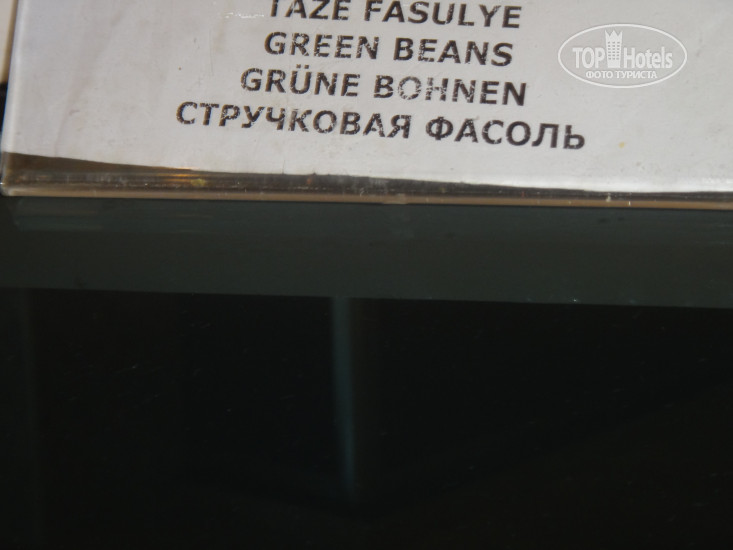 TAZE FASULYE
GREEN BEANS
GRÜNE BOHNEN
СТРУЧКОВАЯ ФАСОЛЬ
TOP Hotels
ФОТО ТУРИСТА